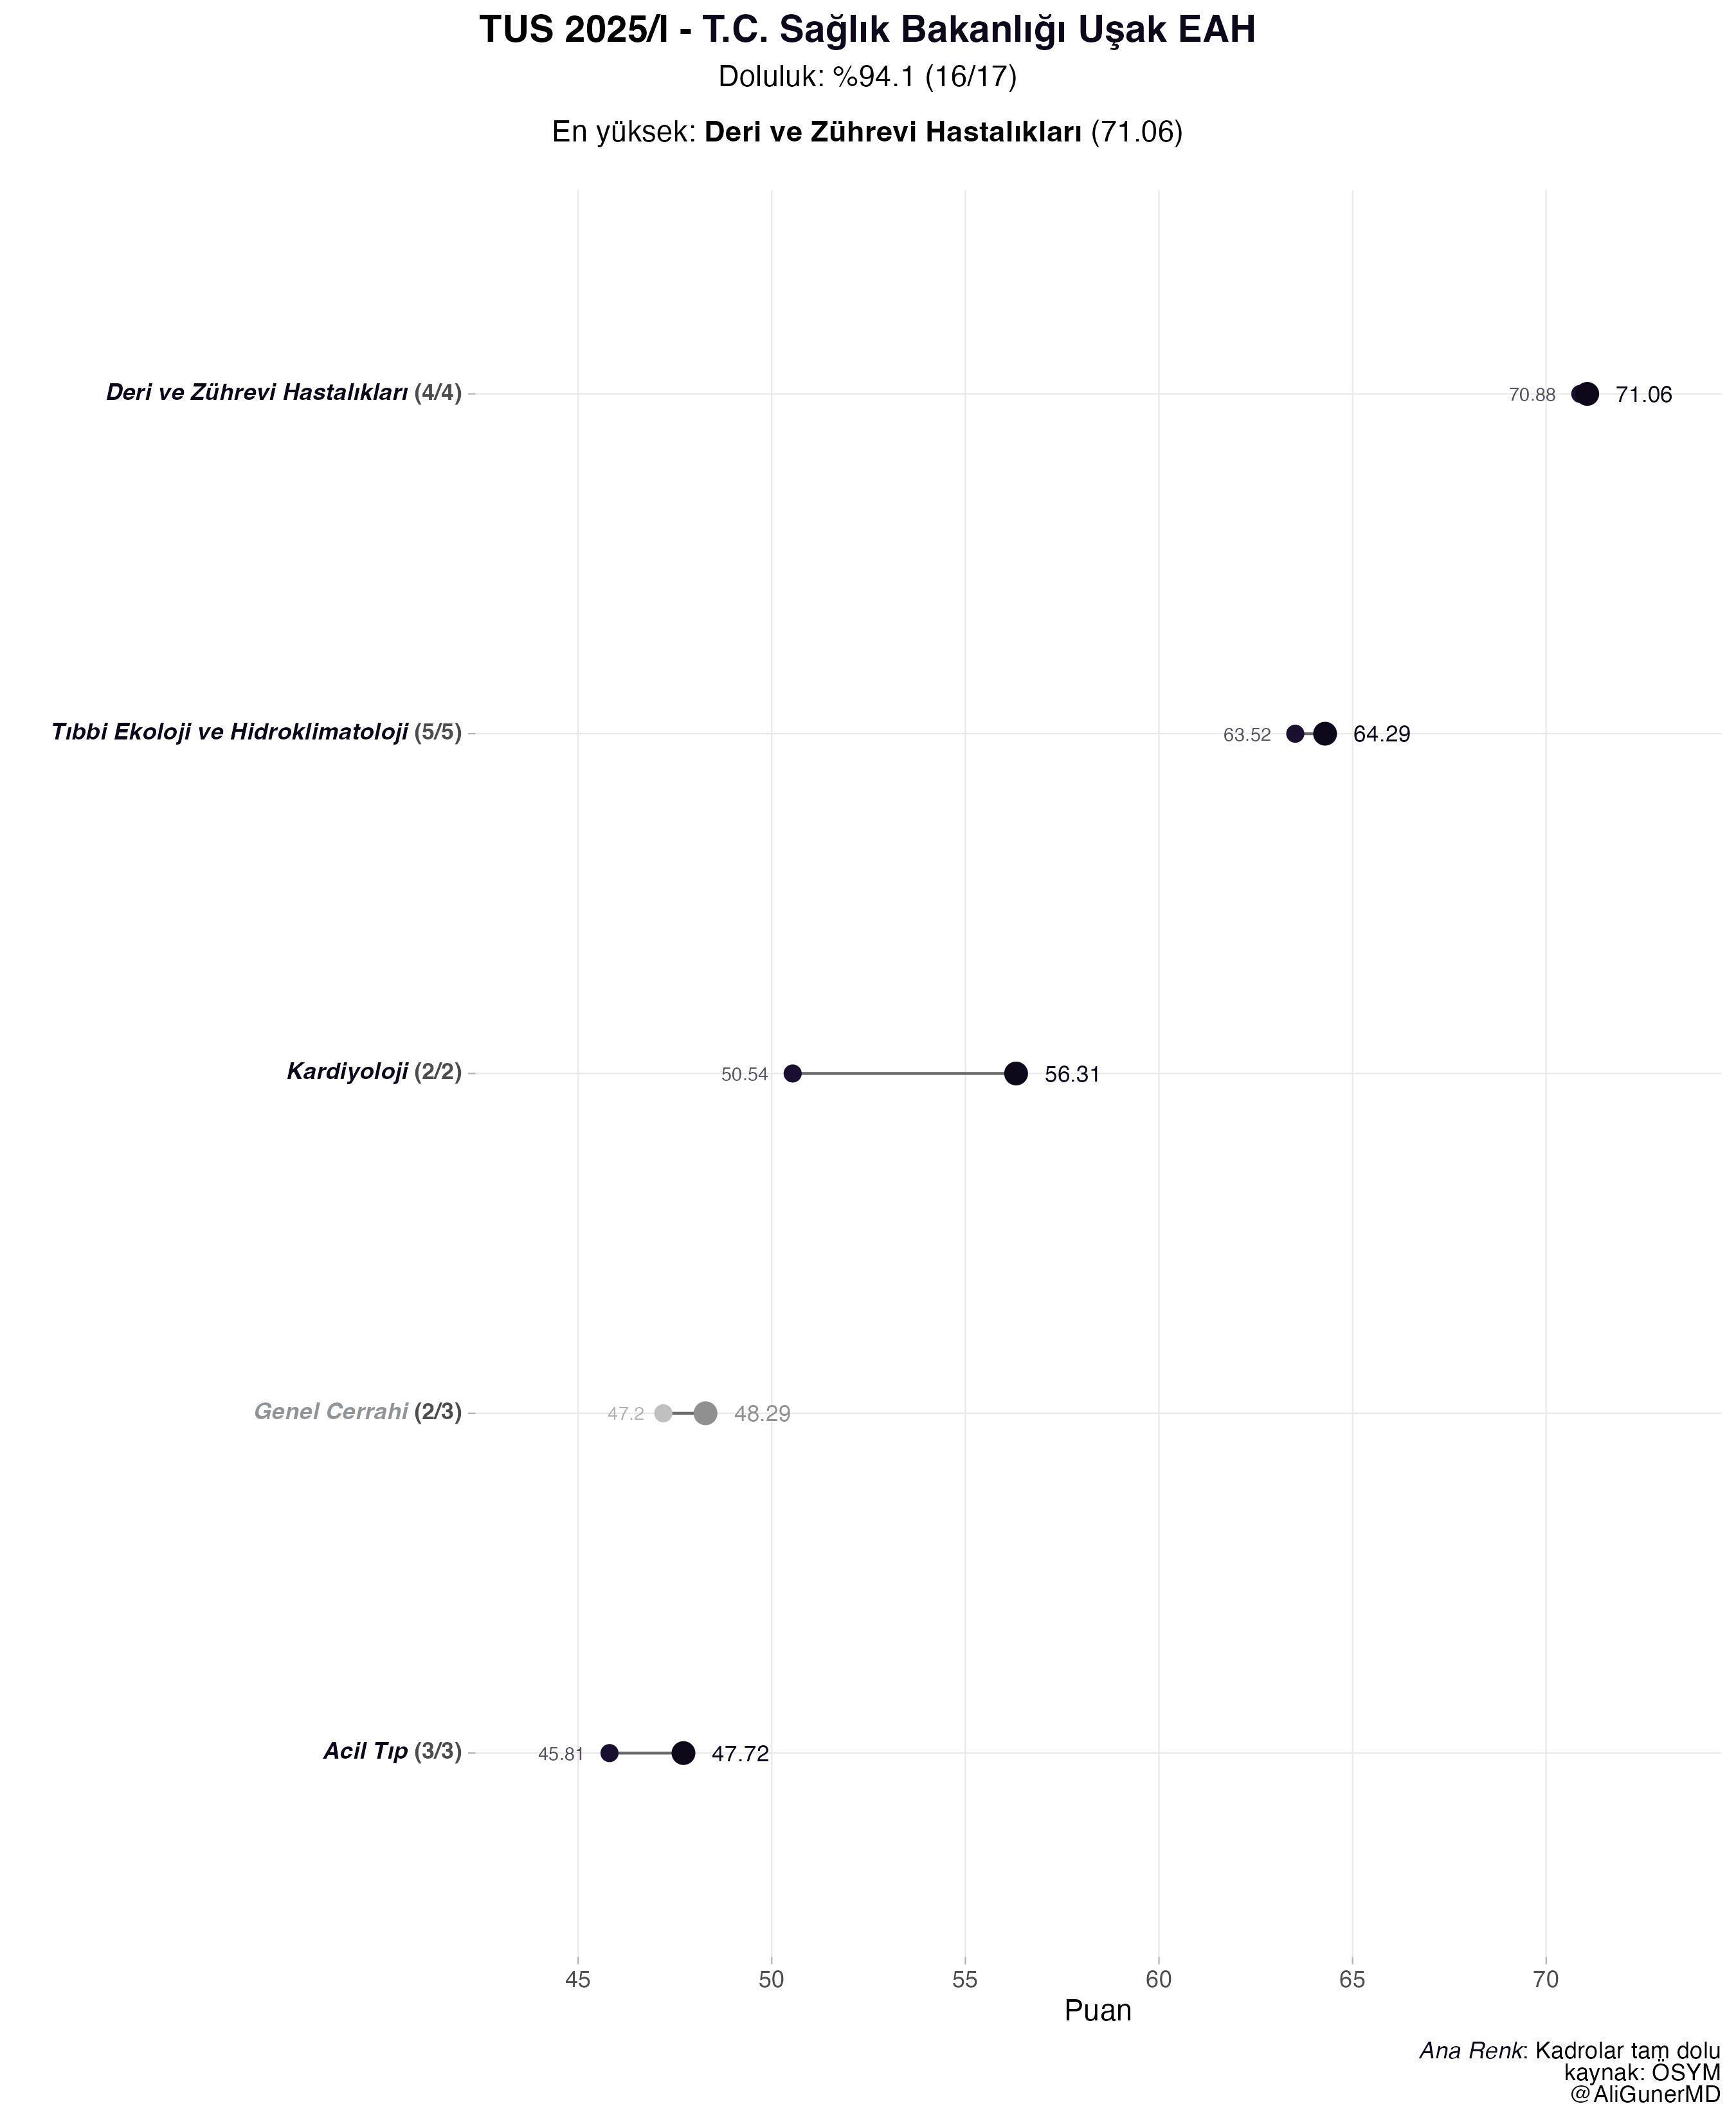 TUS 2025/I - T.C. Sağlık Bakanlığı Uşak EAH
Doluluk: %94.1 (16/17)
En yüksek: Deri ve Zührevi Hastalıkları (71.06)
Deri ve Zührevi Hastalıkları (4/4) 70.88 71.06
Tıbbi Ekoloji ve Hidroklimatoloji (5/5) 63.52 64.29
Kardiyoloji (2/2) 50.54 56.31
Genel Cerrahi (2/3) 47.2 48.29
Acil Tıp (3/3) 45.81 47.72
45 50 55 60 65 70
Puan
Ana Renk: Kadrolar tam dolu
kaynak: ÖSYM
@AliGunerMD